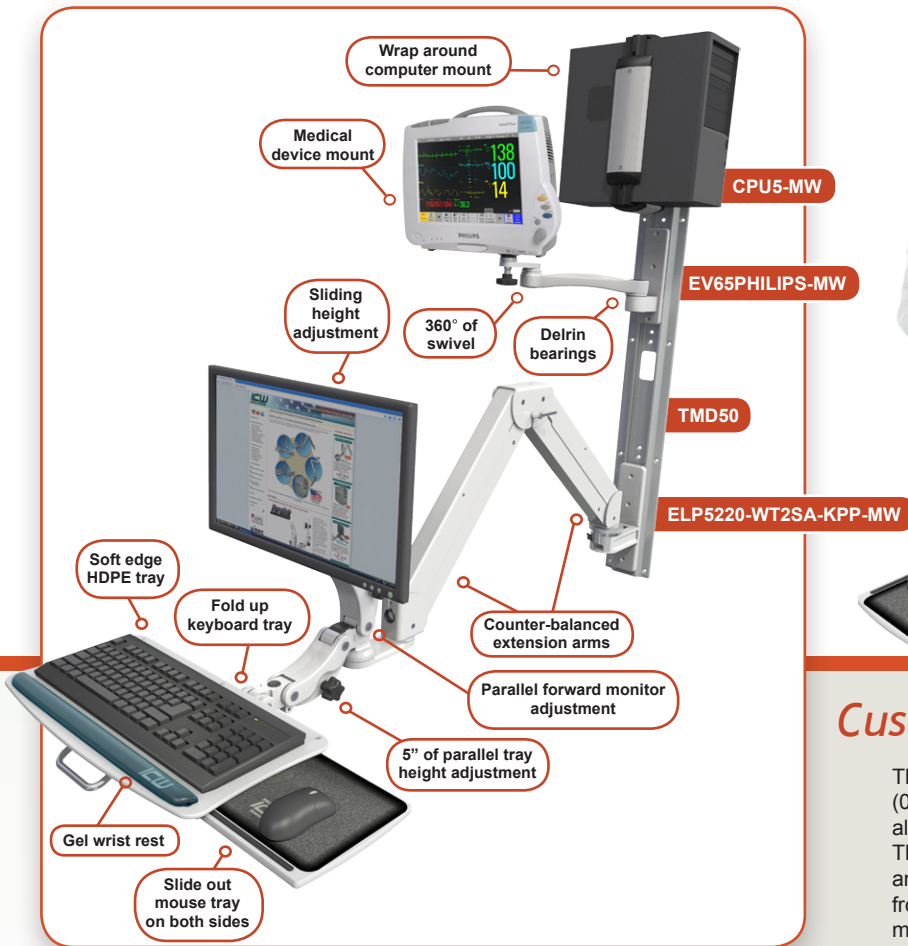 Wrap around
computer mount
Medical
device mount
138
100
14
PHILIPS
CPU5-MW
EV65PHILIPS-MW
Sliding
height
adjustment
360° of
swivel
Delrin
bearings
TMD50
ICW
ELP5220-WT2SA-KPP-MW
Soft edge
HDPE tray
Fold up
keyboard tray
Counter-balanced
extension arms
Parallel forward monitor
adjustment
5” of parallel tray
height adjustment
ICW
ICW
Gel wrist rest
Slide out
mouse tray
on both sides
Cus
Th
(0
al
Th
an
fro
m